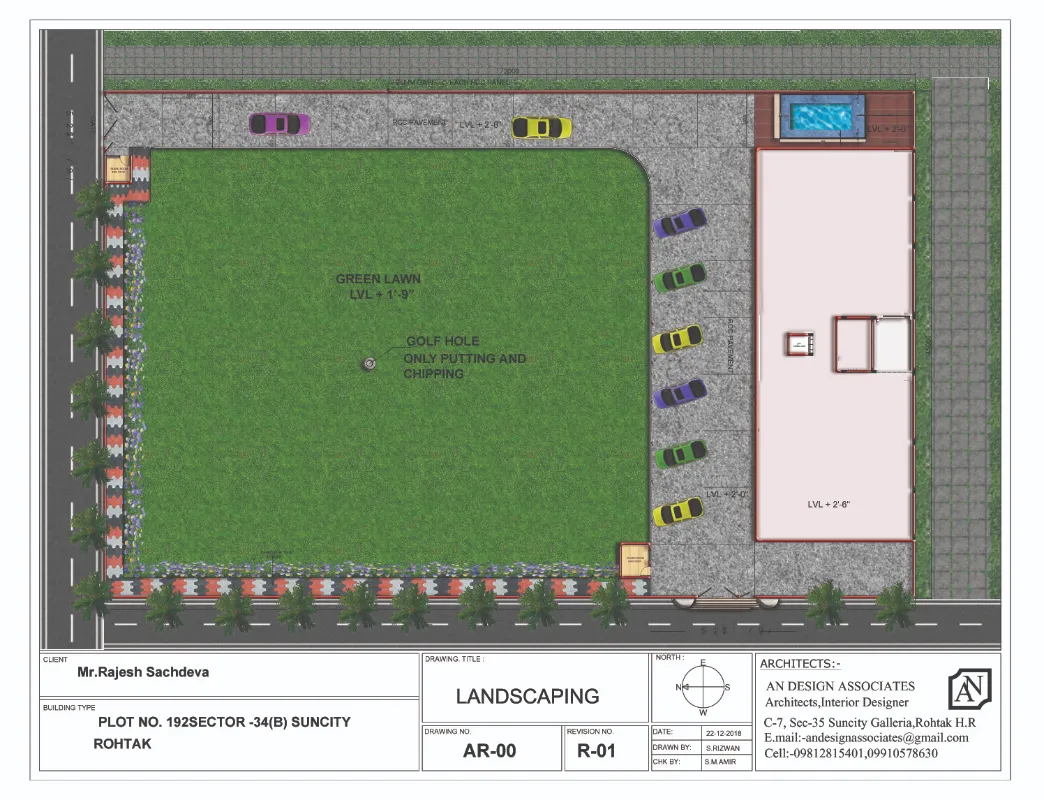 RCC PAVEMENT
LVL + 2'-0"
LVL + 2'-6"
GREEN LAWN
LVL + 1'-9"
GOLF HOLE
ONLY PUTTING AND
CHIPPING
RCC PAVEMENT
LVL + 2'-0"
LVL + 2'-6"
CLIENT
Mr.Rajesh Sachdeva
BUILDING TYPE
PLOT NO. 192SECTOR -34(B) SUNCITY
ROHTAK
DRAWING. TITLE :
LANDSCAPING
DRAWING NO.
AR-00
REVISION NO.
R-01
NORTH :
E
N
S
W
DATE:
22-12-2018
DRAWN BY:
S.RIZWAN
CHK BY:
S.M.AMIR
ARCHITECTS:-
AN DESIGN ASSOCIATES
Architects,Interior Designer
AN
C-7, Sec-35 Suncity Galleria,Rohtak H.R
E.mail:-andesignassociates@gmail.com
Cell:-09812815401,09910578630